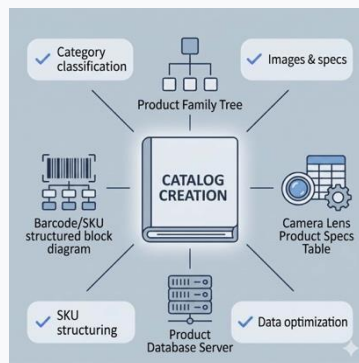 Category
classification
Images & specs
Product Family Tree
CATALOG
CREATION
Barcode/SKU
structured block
diagram
Camera Lens
Product Specs
Table
SKU
structuring
Product
Database Server
Data optimization